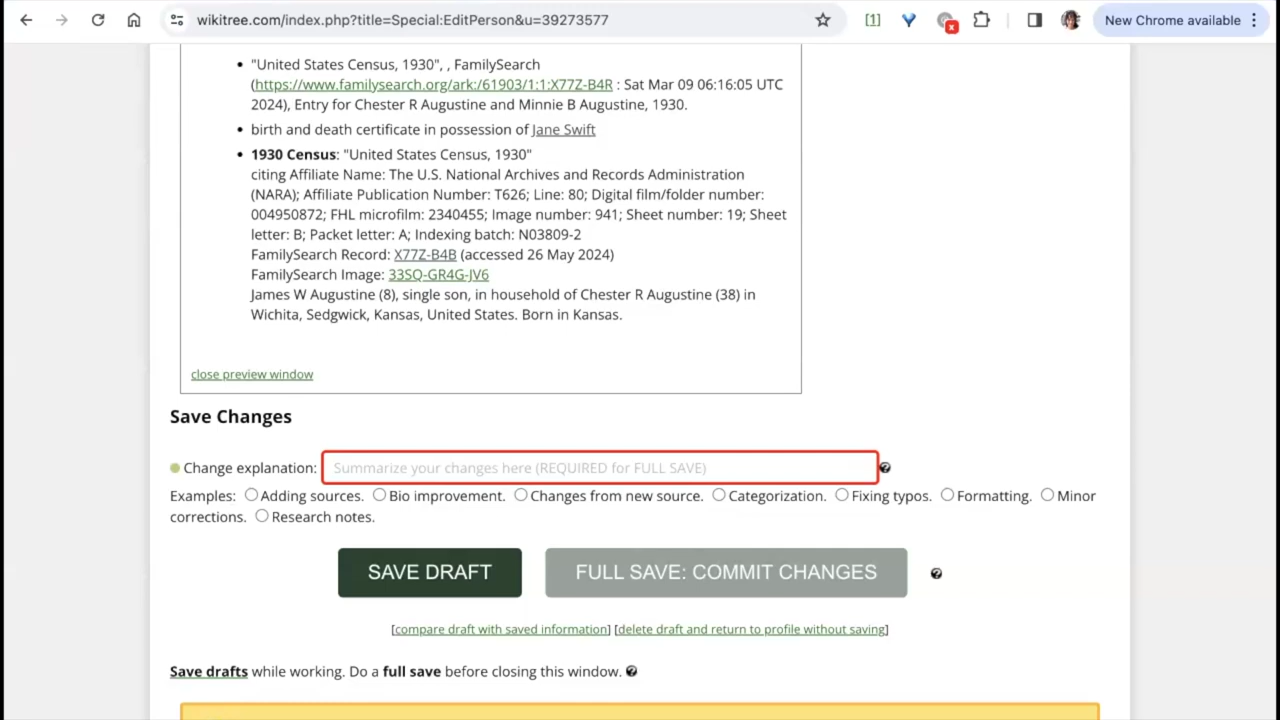 wikitree.com/index.php?title=Special:EditPerson&u=39273577
[1]
New Chrome available
"United States Census, 1930", , FamilySearch
(https://www.familysearch.org/ark:/61903/1:1:X77Z-B4R : Sat Mar 09 06:16:05 UTC
2024), Entry for Chester R Augustine and Minnie B Augustine, 1930.
birth and death certificate in possession of Jane Swift
1930 Census: "United States Census, 1930"
citing Affiliate Name: The U.S. National Archives and Records Administration
(NARA); Affiliate Publication Number: T626; Line: 80; Digital film/folder number:
004950872; FHL microfilm: 2340455; Image number: 941; Sheet number: 19; Sheet
letter: B; Packet letter: A; Indexing batch: N03809-2
FamilySearch Record: X77Z-B4B (accessed 26 May 2024)
FamilySearch Image: 33SQ-GR4G-JV6
James W Augustine (8), single son, in household of Chester R Augustine (38) in
Wichita, Sedgwick, Kansas, United States. Born in Kansas.
close preview window
Save Changes
Change explanation: Summarize your changes here (REQUIRED for FULL SAVE) ?
Examples: Adding sources. Bio improvement. Changes from new source. Categorization. Fixing typos. Formatting. Minor
corrections. Research notes.
SAVE DRAFT FULL SAVE: COMMIT CHANGES ?
[compare draft with saved information] [delete draft and return to profile without saving]
Save drafts while working. Do a full save before closing this window. ?